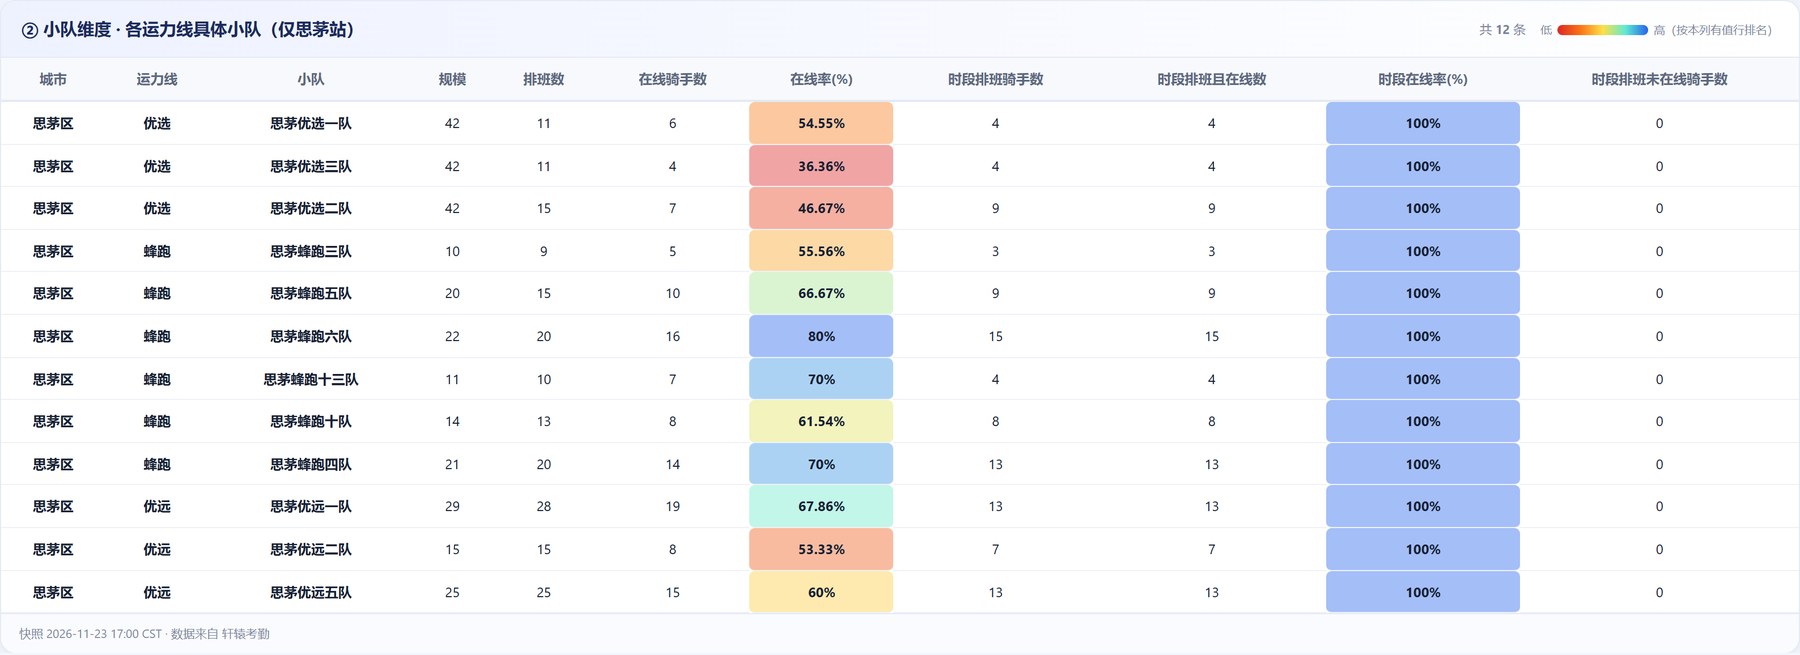 ② 小队维度 · 各运力线具体小队（仅思茅站）
共 12 条 低 高 (按本列有值行排名)
城市 运力线 小队 规模 排班数 在线骑手数 在线率(%) 时段排班骑手数 时段排班且在线数 时段在线率(%) 时段排班未在线骑手数
思茅区 优选 思茅优选一队 42 11 6 54.55% 4 4 100% 0
思茅区 优选 思茅优选三队 42 11 4 36.36% 4 4 100% 0
思茅区 优选 思茅优选二队 42 15 7 46.67% 9 9 100% 0
思茅区 蜂跑 思茅蜂跑三队 10 9 5 55.56% 3 3 100% 0
思茅区 蜂跑 思茅蜂跑五队 20 15 10 66.67% 9 9 100% 0
思茅区 蜂跑 思茅蜂跑六队 22 20 16 80% 15 15 100% 0
思茅区 蜂跑 思茅蜂跑十三队 11 10 7 70% 4 4 100% 0
思茅区 蜂跑 思茅蜂跑十队 14 13 8 61.54% 8 8 100% 0
思茅区 蜂跑 思茅蜂跑四队 21 20 14 70% 13 13 100% 0
思茅区 优远 思茅优远一队 29 28 19 67.86% 13 13 100% 0
思茅区 优远 思茅优远二队 15 15 8 53.33% 7 7 100% 0
思茅区 优远 思茅优远五队 25 25 15 60% 13 13 100% 0
快照 2026-11-23 17:00 CST · 数据来自 轩辕考勤